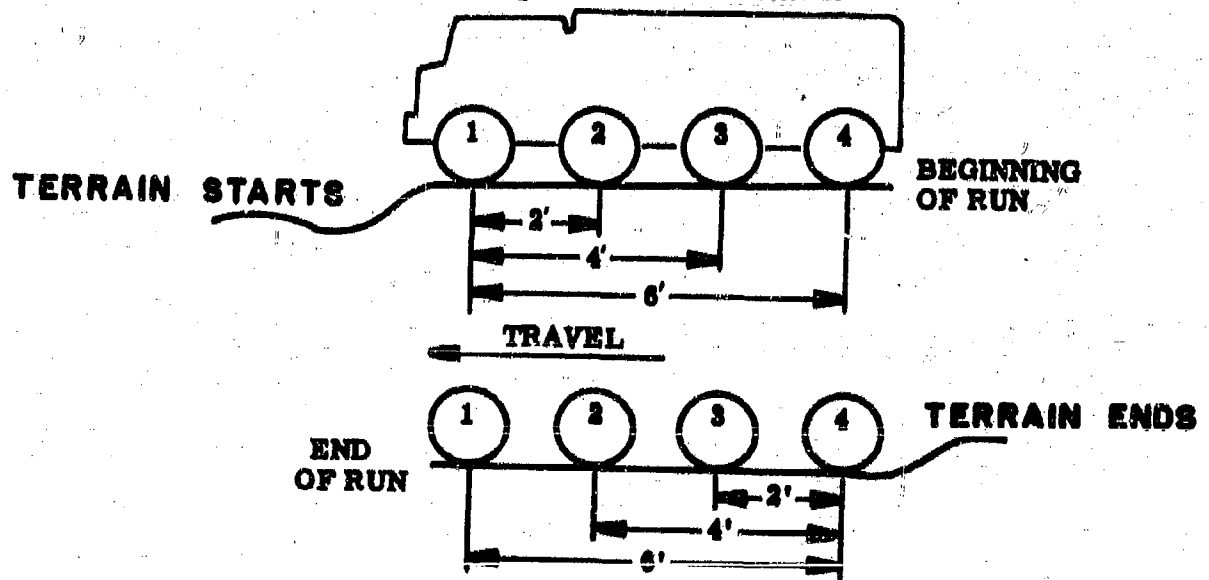 1 2 3 4
TERRAIN STARTS
BEGINNING
OF RUN
2'
4'
6'
TRAVEL
1 2 3 4
TERRAIN ENDS
END
OF RUN
2'
4'
6'